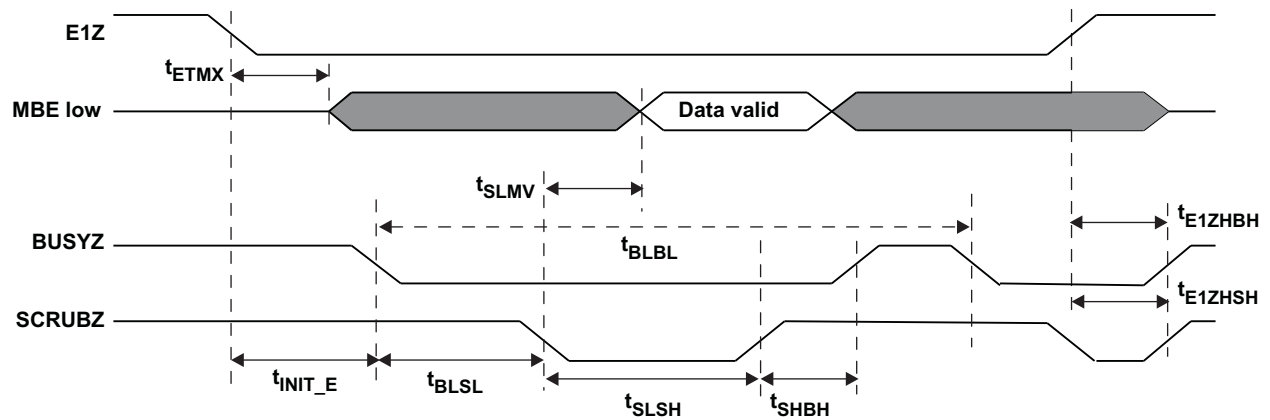 E1Z
tETMX
MBE low
Data valid
tSLMV
tE1ZHBH
BUSYZ
tBLBL
tE1ZHSH
SCRUBZ
tINIT_E
tBLSL
tSLSH
tSHBH